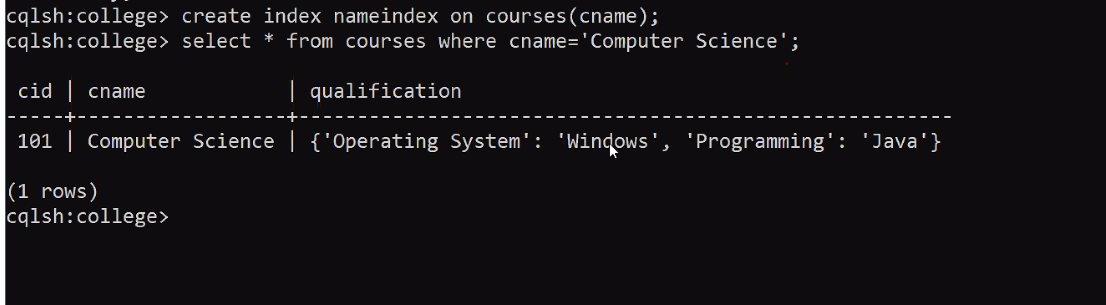 cqlsh:college> create index nameindex on courses(cname);
cqlsh:college> select * from courses where cname='Computer Science';
cid | cname | qualification
-----+------------------+-------------------------------------------------------
101 | Computer Science | {'Operating System': 'Windows', 'Programming': 'Java'}
(1 rows)
cqlsh:college>